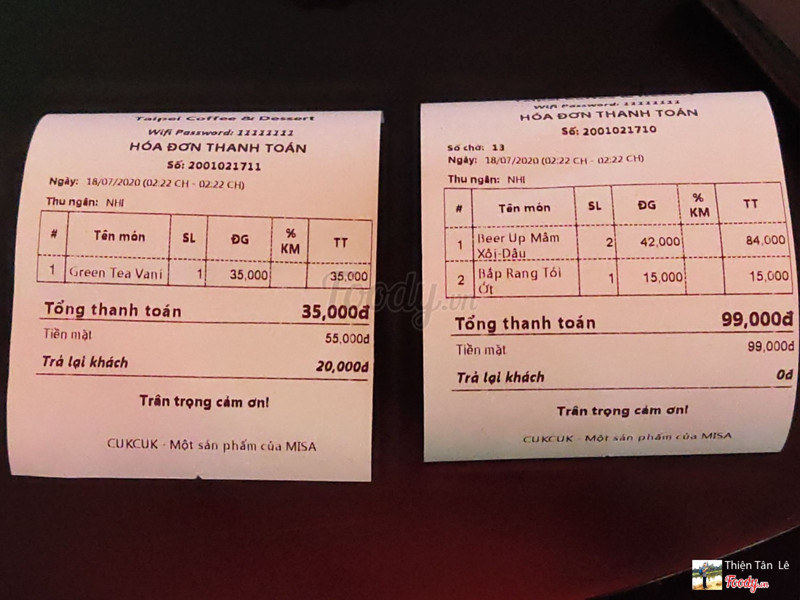 Taipei Coffee & Dessert
Wifi Password: 11111111
HÓA ĐƠN THANH TOÁN
Số: 2001021711
Ngày: 18/07/2020 (02:22 CH - 02:22 CH)
Thu ngân: NHI
# Tên món SL ĐG % KM TT
1 Green Tea Vani 1 35,000 35,000
Tổng thanh toán 35,000đ
Tiền mặt 55,000đ
Trả lại khách 20,000đ
Trân trọng cảm ơn!
CUKCUK - Một sản phẩm của MISA
Taipei Coffee & Dessert
Wifi Password: 11111111
HÓA ĐƠN THANH TOÁN
Số: 2001021710
Số chờ: 13
Ngày: 18/07/2020 (02:22 CH - 02:22 CH)
Thu ngân: NHI
# Tên món SL ĐG % KM TT
1 Beer Up Mâm
Xôi-Dâu 2 42,000 84,000
2 Bắp Rang Tỏi
Ớt 1 15,000 15,000
Tổng thanh toán 99,000đ
Tiền mặt 99,000đ
Trả lại khách 0đ
Trân trọng cảm ơn!
CUKCUK - Một sản phẩm của MISA
Foody.vn
Thiện Tân Lê
Foody.vn